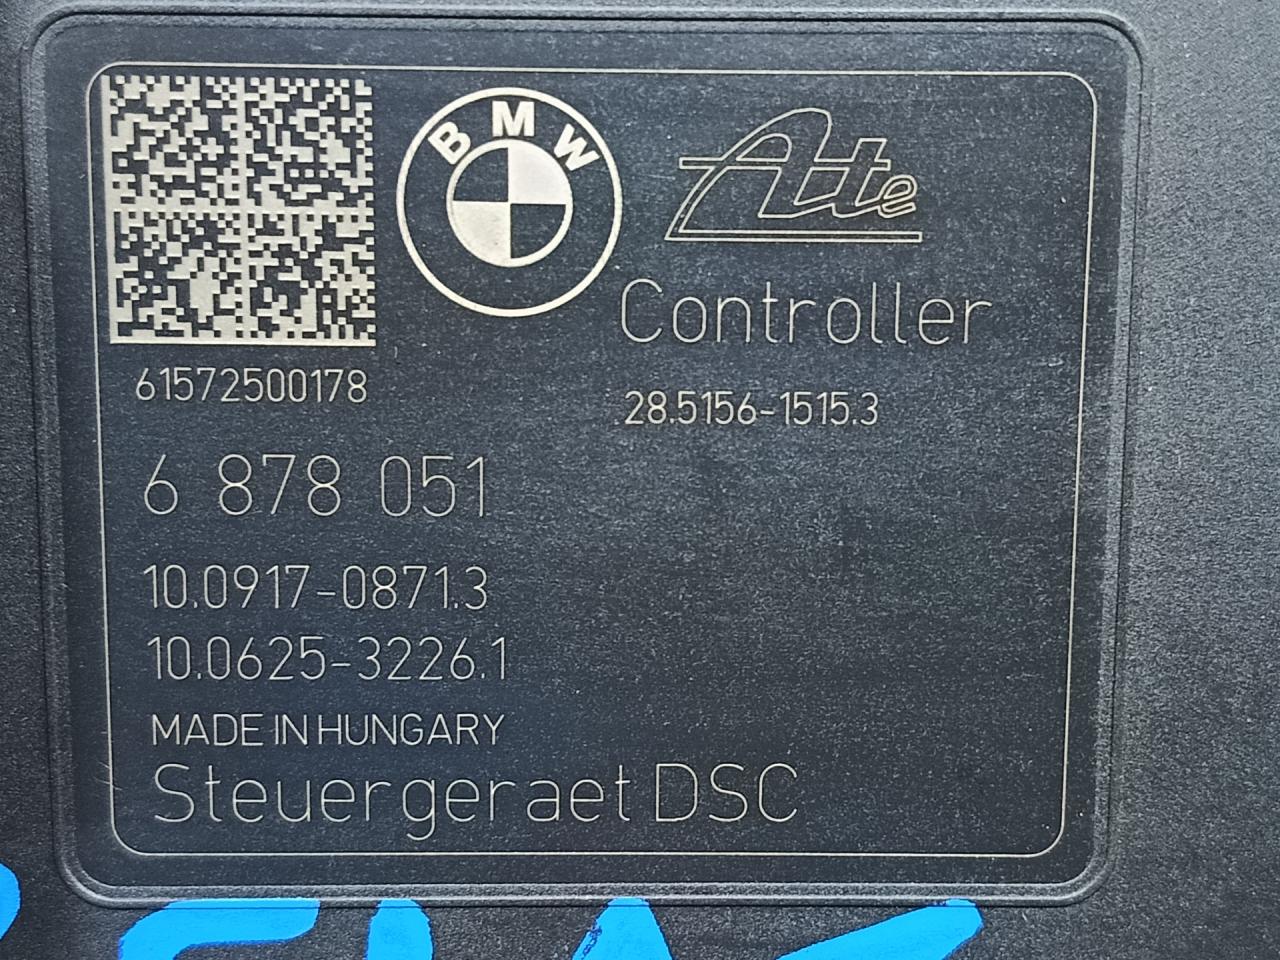 BMW
Ate
Controller
61572500178
28.5156-1515.3
6 878 051
10.0917-0871.3
10.0625-3226.1
MADE IN HUNGARY
Steuergeraet DSC